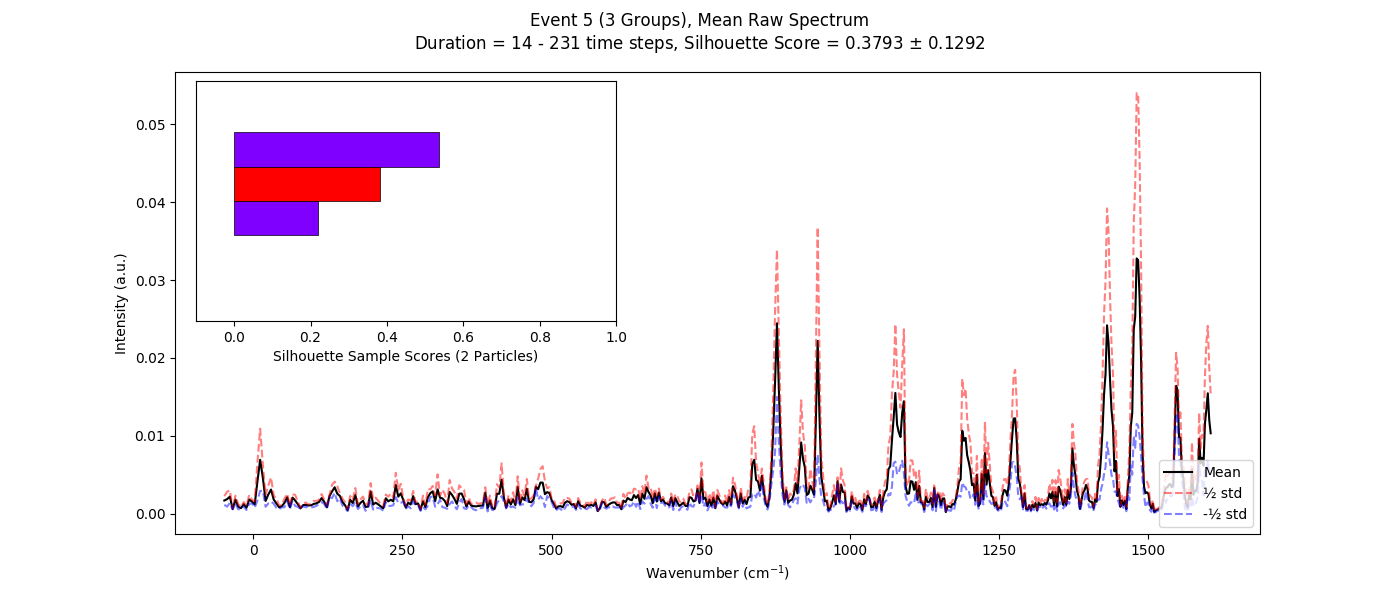 Event 5 (3 Groups), Mean Raw Spectrum
Duration = 14 - 231 time steps, Silhouette Score = 0.3793 ± 0.1292
0.05
0.04
0.03
0.02
0.01
0.00
Intensity (a.u.)
0.0 0.2 0.4 0.6 0.8 1.0
Silhouette Sample Scores (2 Particles)
Mean
½ std
-½ std
0 250 500 750 1000 1250 1500
Wavenumber (cm⁻¹)